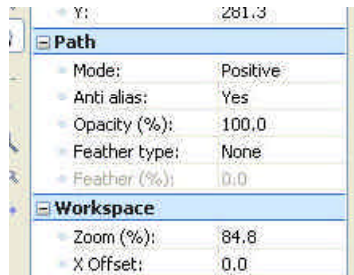 Y: 281.3
Path
Mode: Positive
Anti alias: Yes
Opacity (%): 100.0
Feather type: None
Feather (%): 0.0
Workspace
Zoom (%): 84.8
X Offset: 0.0